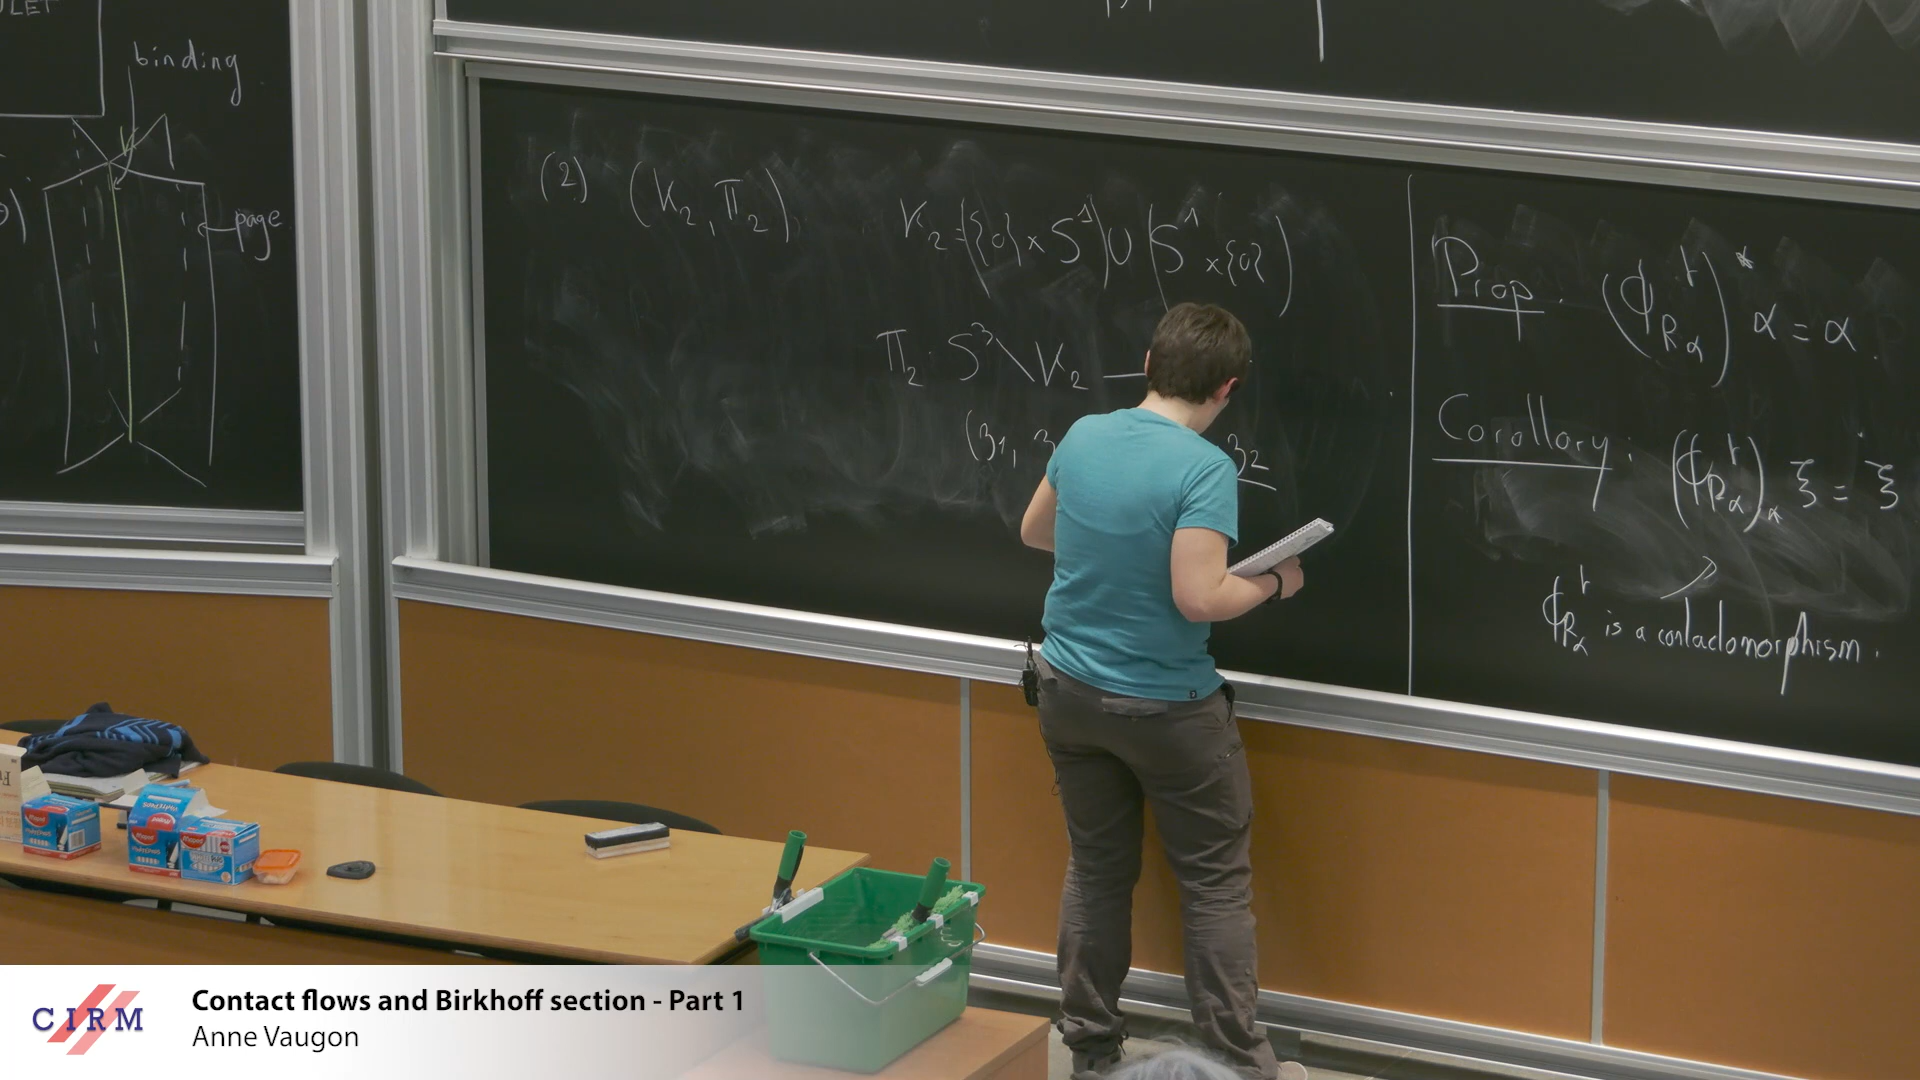 binding
page
(2) (K₂, π₂) K₂ = ({0} × S¹) ∪ (S¹ × {0})
π₂ : S³ \ K₂ —
(z₁, z₂
Prop. (ϕ_{R_α}^t)^* α = α.
Corollary: (ϕ_{R_α}^t)_* ξ = ξ
ϕ_{R_α}^t is a contactomorphism.
CIRM
Contact flows and Birkhoff section - Part 1
Anne Vaugon